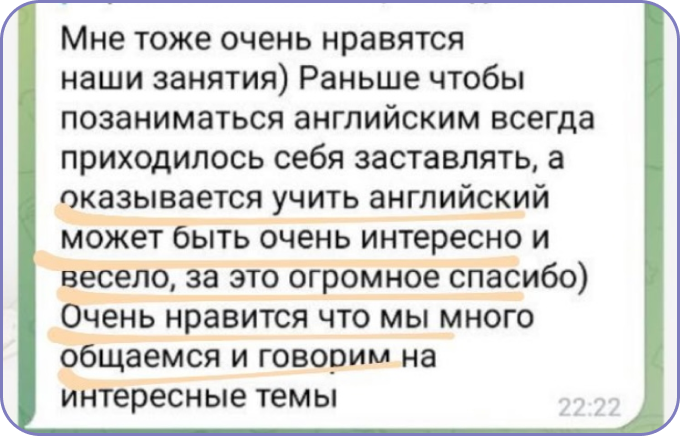 Мне тоже очень нравятся
наши занятия) Раньше чтобы
позаниматься английским всегда
приходилось себя заставлять, а
оказывается учить английский
может быть очень интересно и
весело, за это огромное спасибо)
Очень нравится что мы много
общаемся и говорим на
интересные темы
22:22